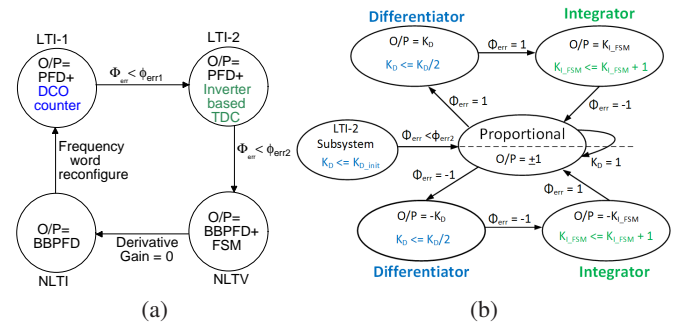 LTI-1
O/P=
PFD+
DCO
counter
Φerr < ϕerr1
LTI-2
O/P=
PFD+
Inverter
based
TDC
Φerr < ϕerr2
Frequency
word
reconfigure
O/P=
BBPFD
NLTI
Derivative
Gain = 0
O/P=
BBPFD+
FSM
NLTV
(a)
Differentiator
O/P = KD
KD <= KD/2
Φerr = 1
Integrator
O/P = KI_FSM
KI_FSM <= KI_FSM + 1
Φerr = 1
Φerr = -1
LTI-2
Subsystem
KD <= KD_init
Φerr <ϕerr2
Proportional
O/P = ±1
KD = 1
Φerr = -1
Φerr = 1
O/P = -KD
KD <= KD/2
Φerr = -1
O/P = -KI_FSM
KI_FSM <= KI_FSM + 1
Differentiator
Integrator
(b)